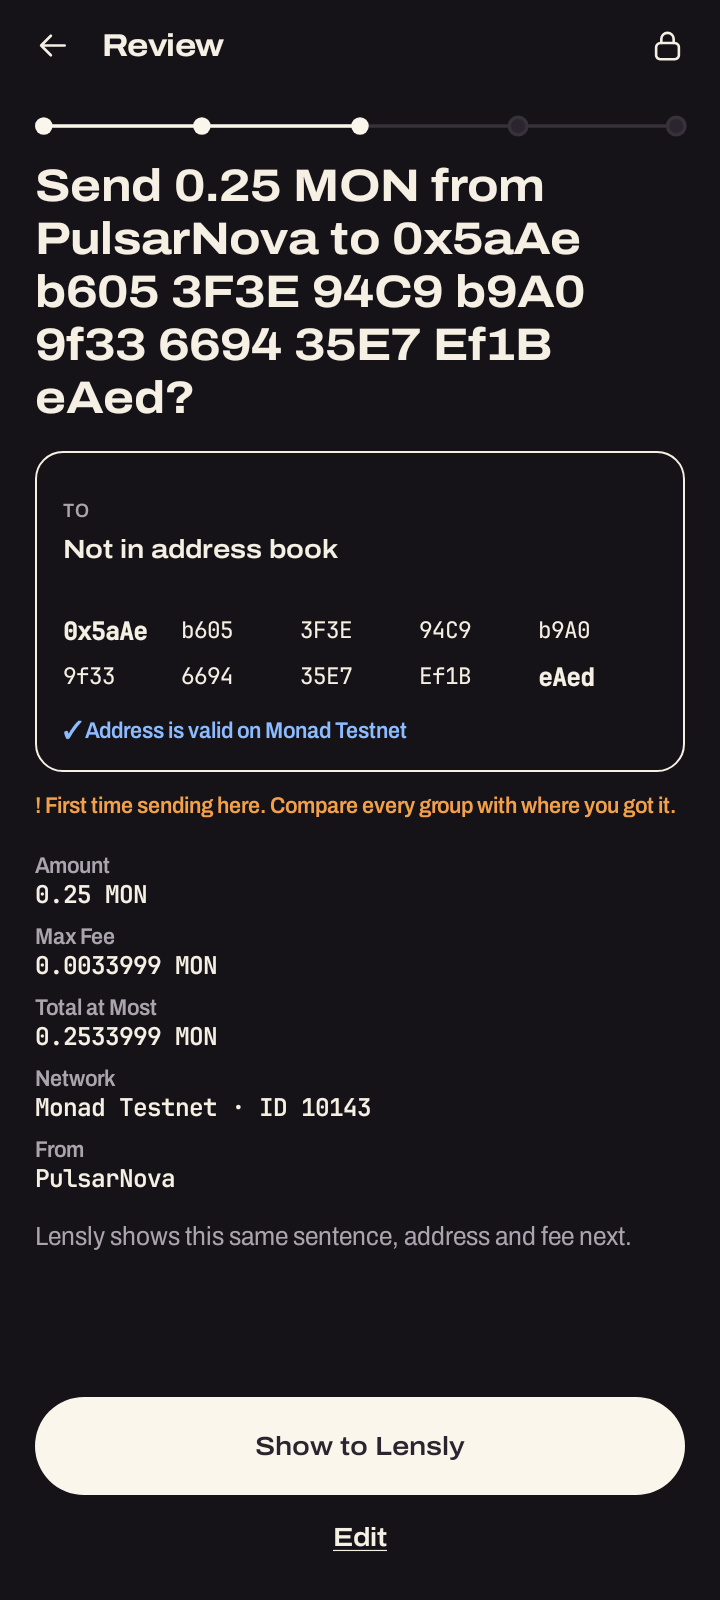 Review
Send 0.25 MON from
PulsarNova to 0x5aAe
b605 3F3E 94C9 b9A0
9f33 6694 35E7 Ef1B
eAed?
TO
Not in address book
0x5aAe b605 3F3E 94C9 b9A0
9f33 6694 35E7 Ef1B eAed
✓ Address is valid on Monad Testnet
! First time sending here. Compare every group with where you got it.
Amount
0.25 MON
Max Fee
0.0033999 MON
Total at Most
0.2533999 MON
Network
Monad Testnet · ID 10143
From
PulsarNova
Lensly shows this same sentence, address and fee next.
Show to Lensly
Edit